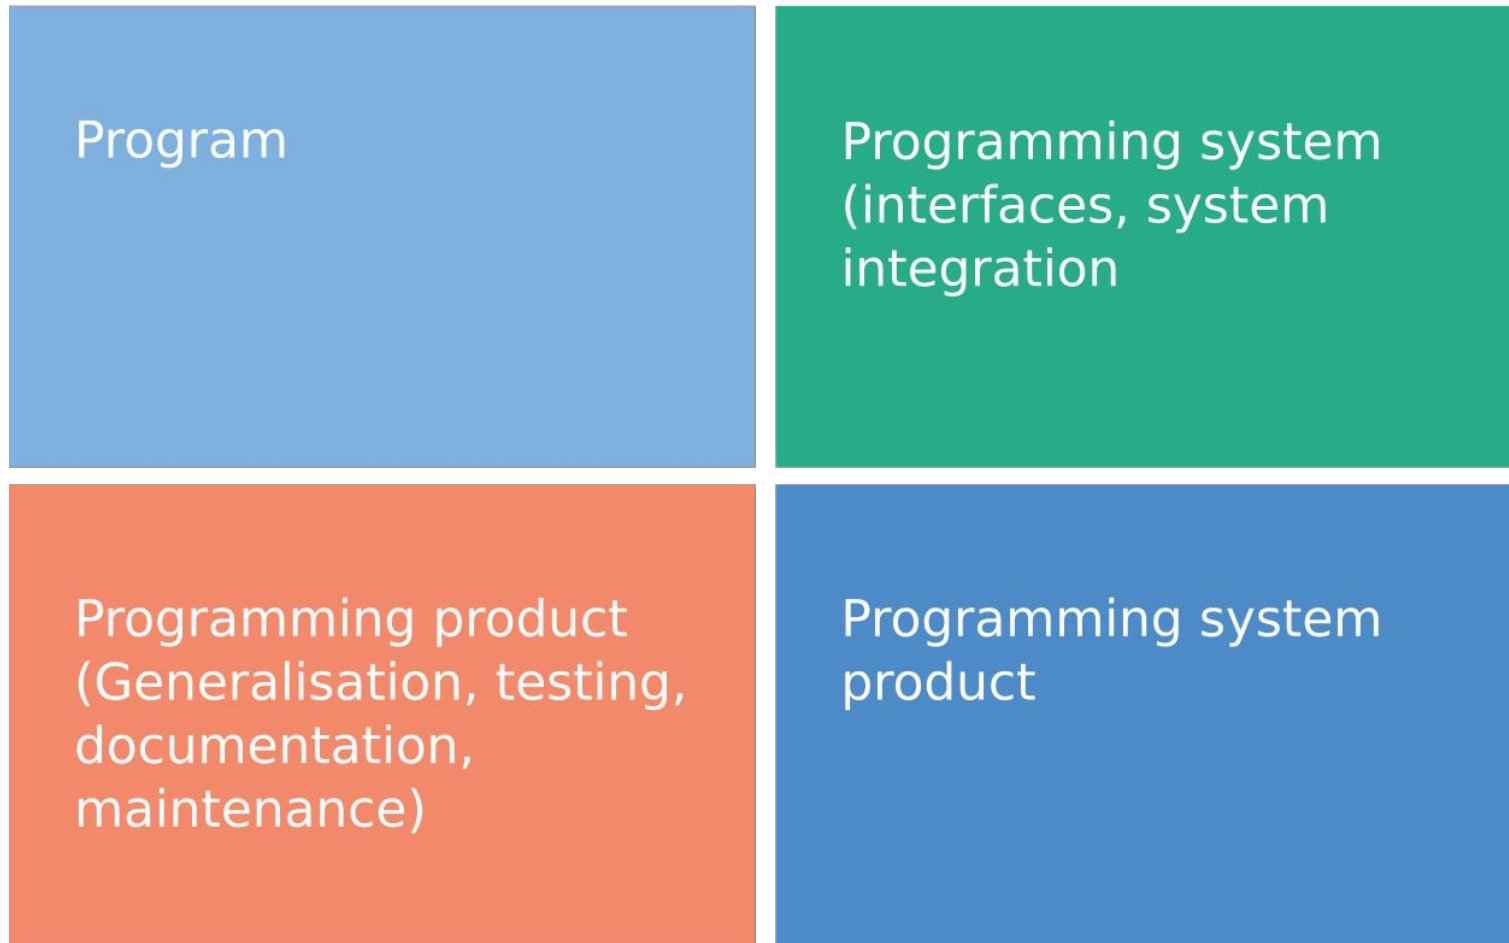 Program
Programming system
(interfaces, system
integration
Programming product
(Generalisation, testing,
documentation,
maintenance)
Programming system
product